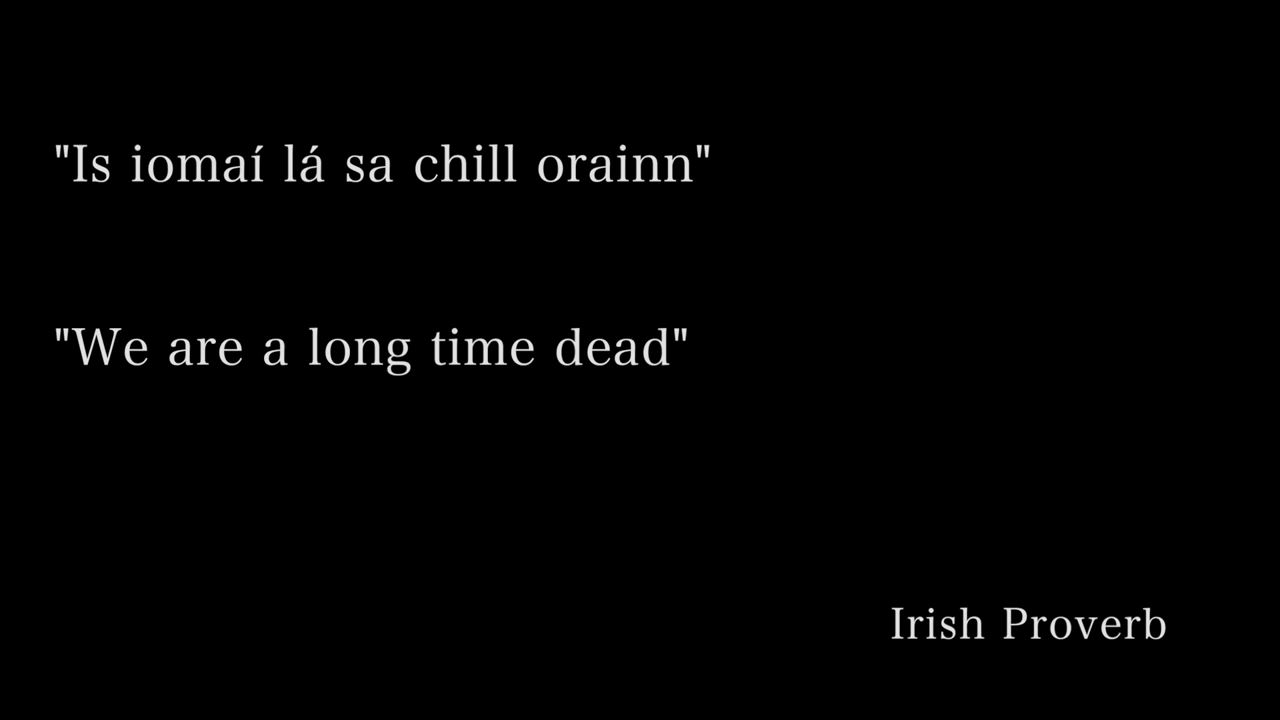 "Is iomaí lá sa chill orainn"
"We are a long time dead"
Irish Proverb